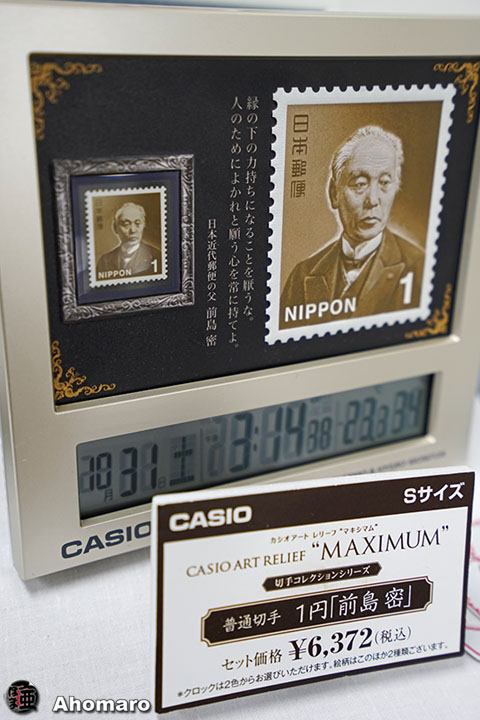 縁の下の力持ちになることを厭うな。
人のためによかれと願う心を常に持てよ。
日本近代郵便の父 前島 密
日本郵便
NIPPON 1
日本郵便
NIPPON 1
10月31日 土 3:14 38 23.3 34
CASIO
CASIO Sサイズ
カシオアート レリーフ "マキシマム"
CASIO ART RELIEF "MAXIMUM"
切手コレクションシリーズ
普通切手 1円「前島 密」
セット価格 ¥6,372(税込)
*クロックは2色からお選びいただけます。絵柄はこのほか2種類ございます。
Ahomaro